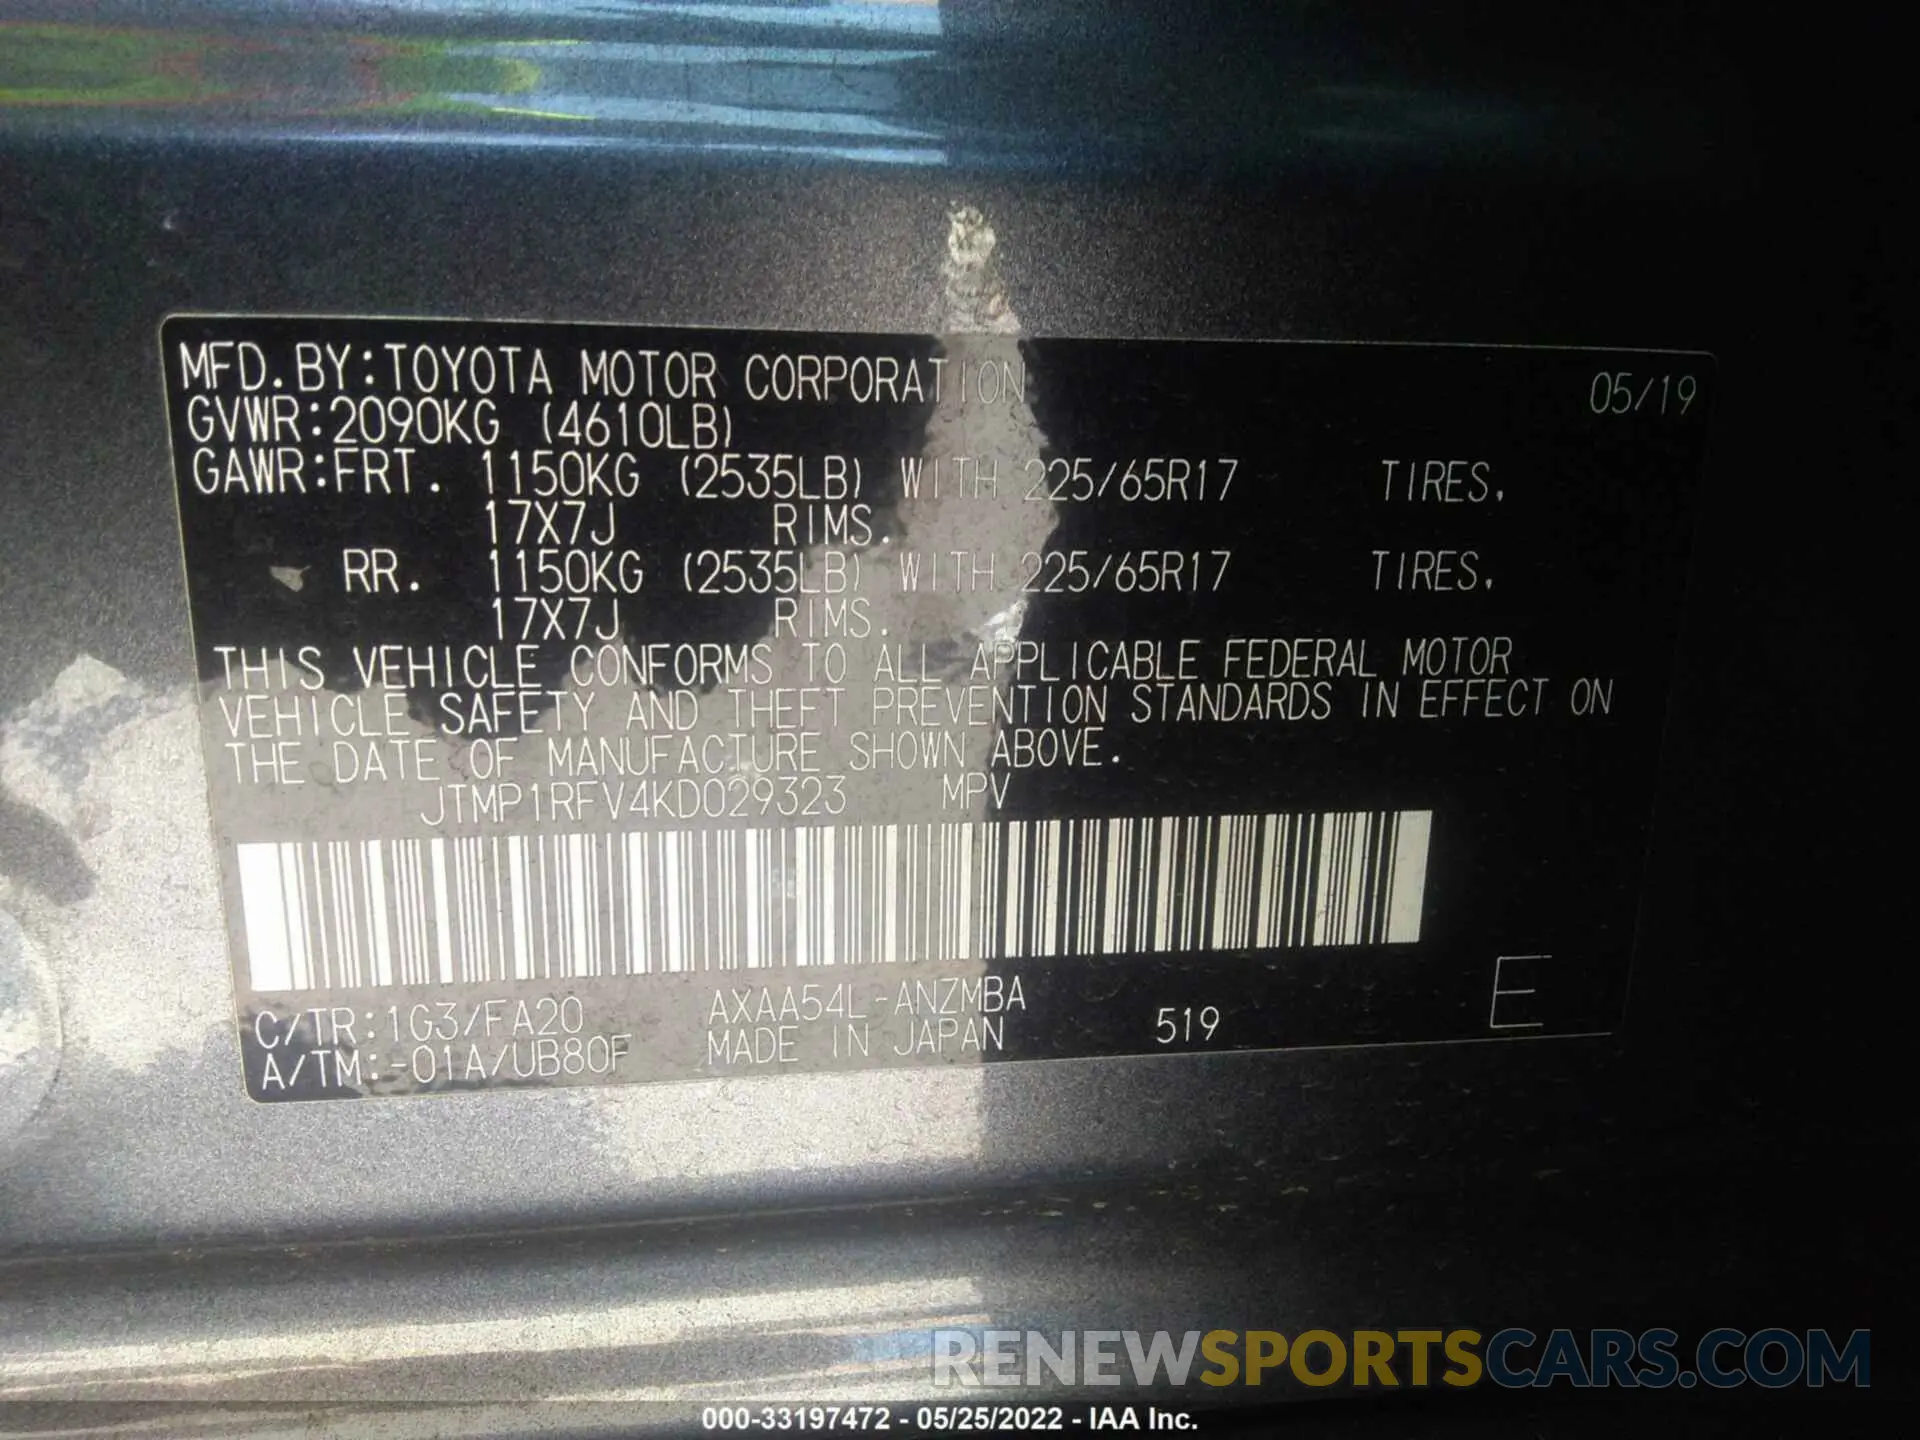 MFD.BY:TOYOTA MOTOR CORPORATION 05/19
GVWR:2090KG (4610LB)
GAWR:FRT. 1150KG (2535LB) WITH 225/65R17 TIRES,
17X7J RIMS.
RR. 1150KG (2535LB) WITH 225/65R17 TIRES,
17X7J RIMS.
THIS VEHICLE CONFORMS TO ALL APPLICABLE FEDERAL MOTOR
VEHICLE SAFETY AND THEFT PREVENTION STANDARDS IN EFFECT ON
THE DATE OF MANUFACTURE SHOWN ABOVE.
JTMP1RFV4KD029323 MPV
C/TR:1G3/FA20 AXAA54L-ANZMBA
A/TM:-01A/UB80F MADE IN JAPAN 519 E
RENEWSPORTSCARS.COM
000-33197472 - 05/25/2022 - IAA Inc.